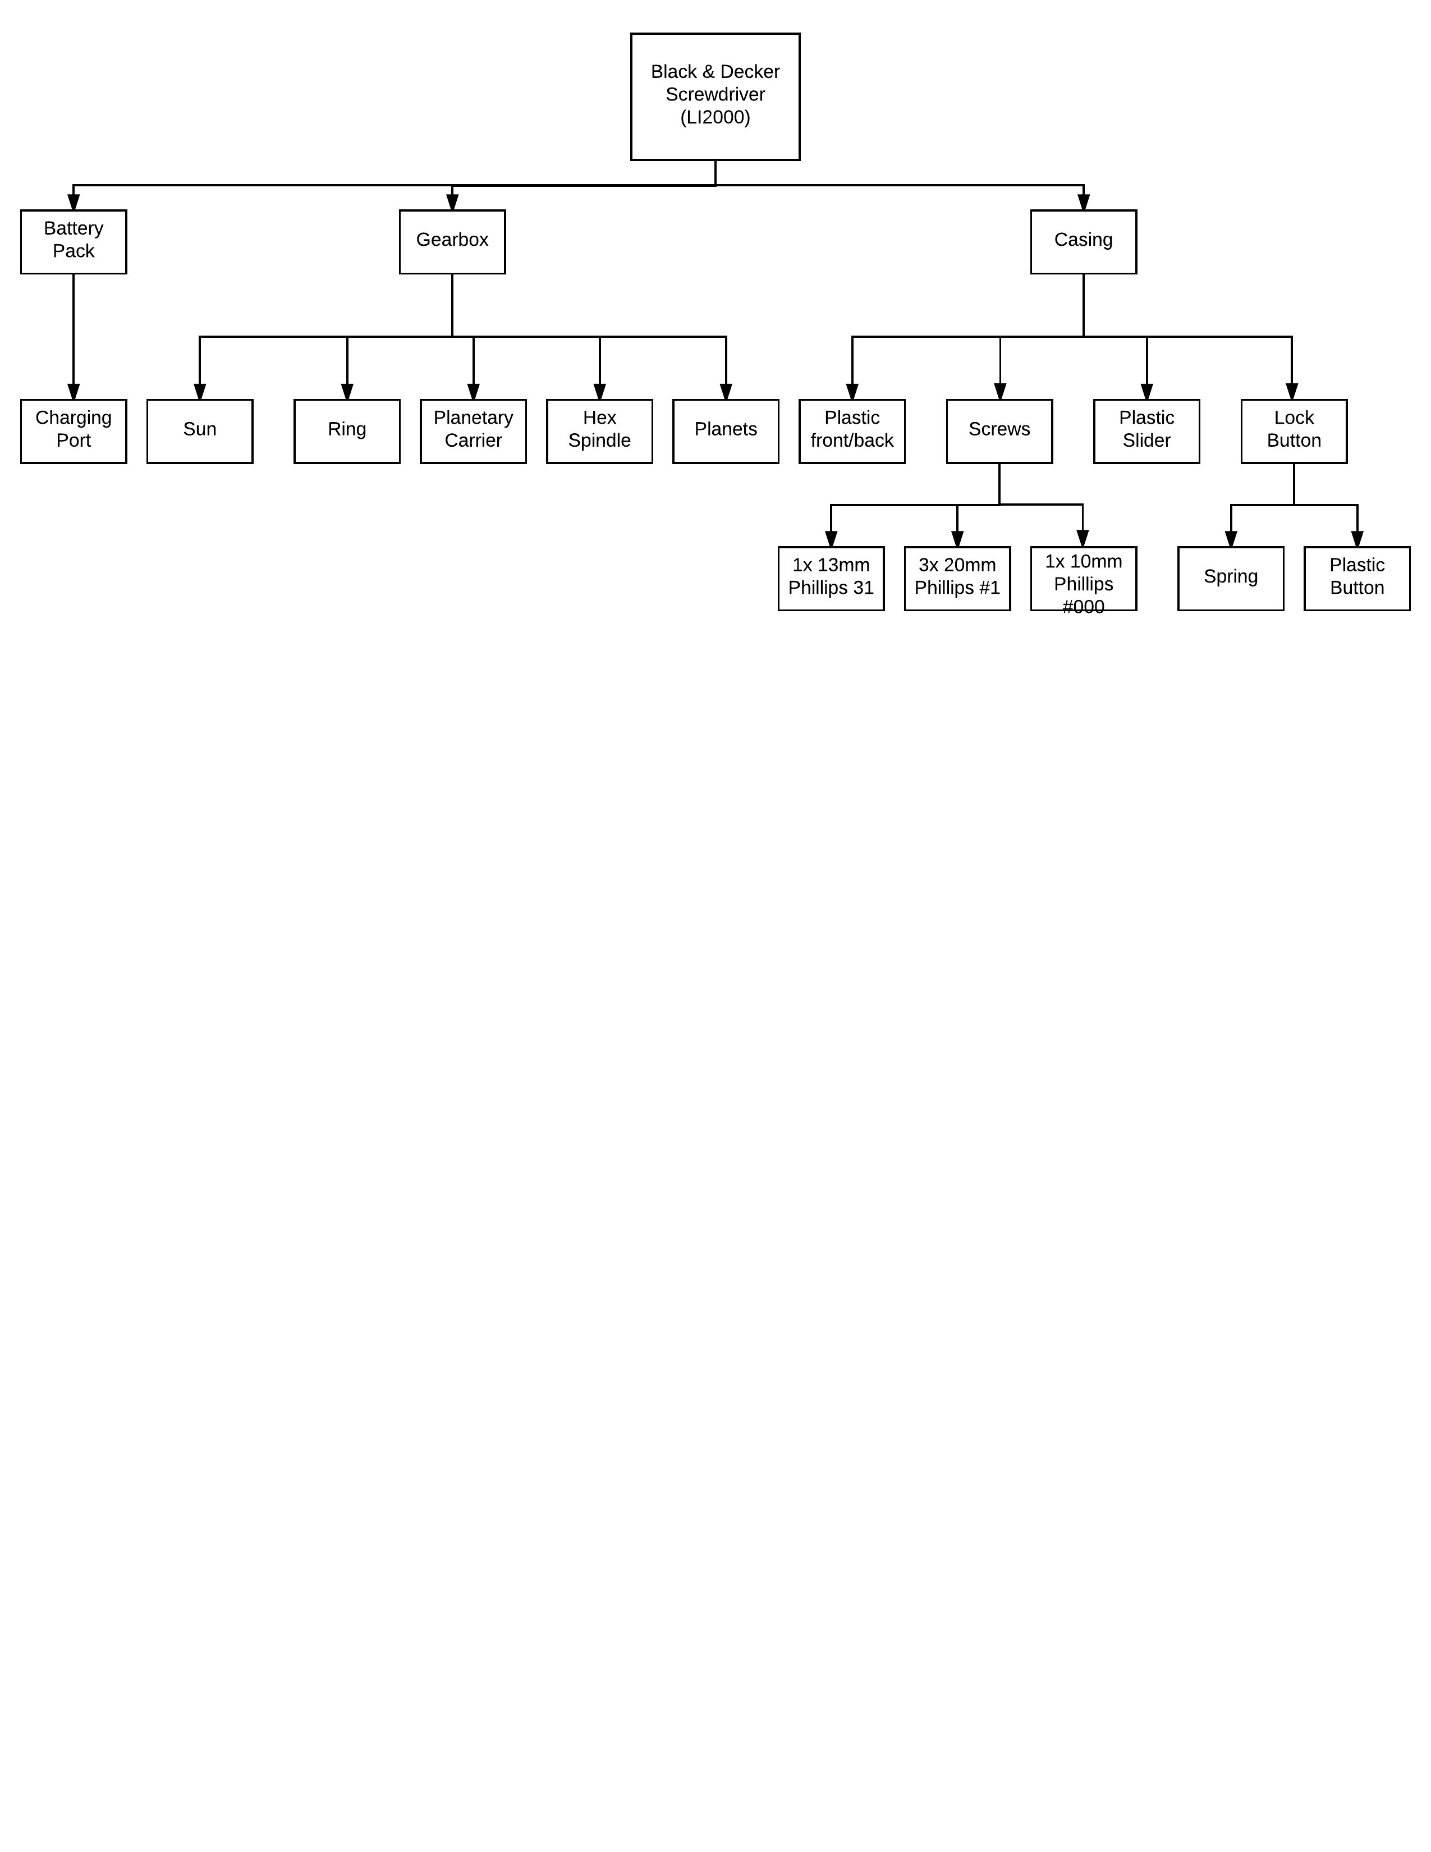 Black & Decker
Screwdriver
(LI2000)
Battery
Pack
Gearbox
Casing
Charging
Port
Sun
Ring
Planetary
Carrier
Hex
Spindle
Planets
Plastic
front/back
Screws
Plastic
Slider
Lock
Button
1x 13mm
Phillips 31
3x 20mm
Phillips #1
1x 10mm
Phillips
#000
Spring
Plastic
Button